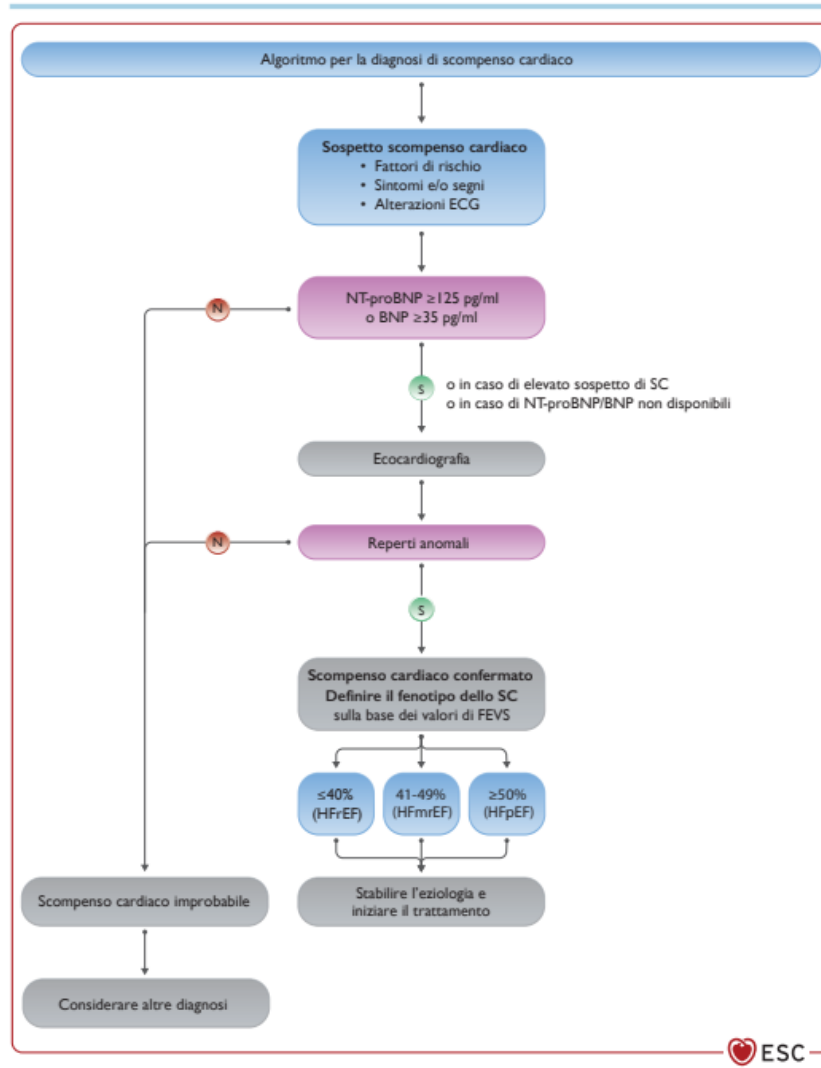 Algoritmo per la diagnosi di scompenso cardiaco
Sospetto scompenso cardiaco
• Fattori di rischio
• Sintomi e/o segni
• Alterazioni ECG
N
NT-proBNP ≥125 pg/ml
o BNP ≥35 pg/ml
S
o in caso di elevato sospetto di SC
o in caso di NT-proBNP/BNP non disponibili
Ecocardiografia
N
Reperti anomali
S
Scompenso cardiaco confermato
Definire il fenotipo dello SC
sulla base dei valori di FEVS
≤40%
(HFrEF)
41-49%
(HFmrEF)
≥50%
(HFpEF)
Scompenso cardiaco improbabile
Stabilire l'eziologia e
iniziare il trattamento
Considerare altre diagnosi
ESC